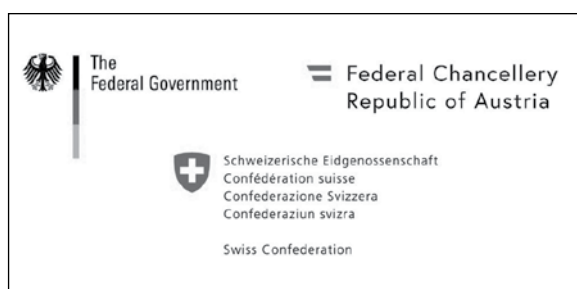 The
Federal Government
Federal Chancellery
Republic of Austria
Schweizerische Eidgenossenschaft
Confédération suisse
Confederazione Svizzera
Confederaziun svizra
Swiss Confederation